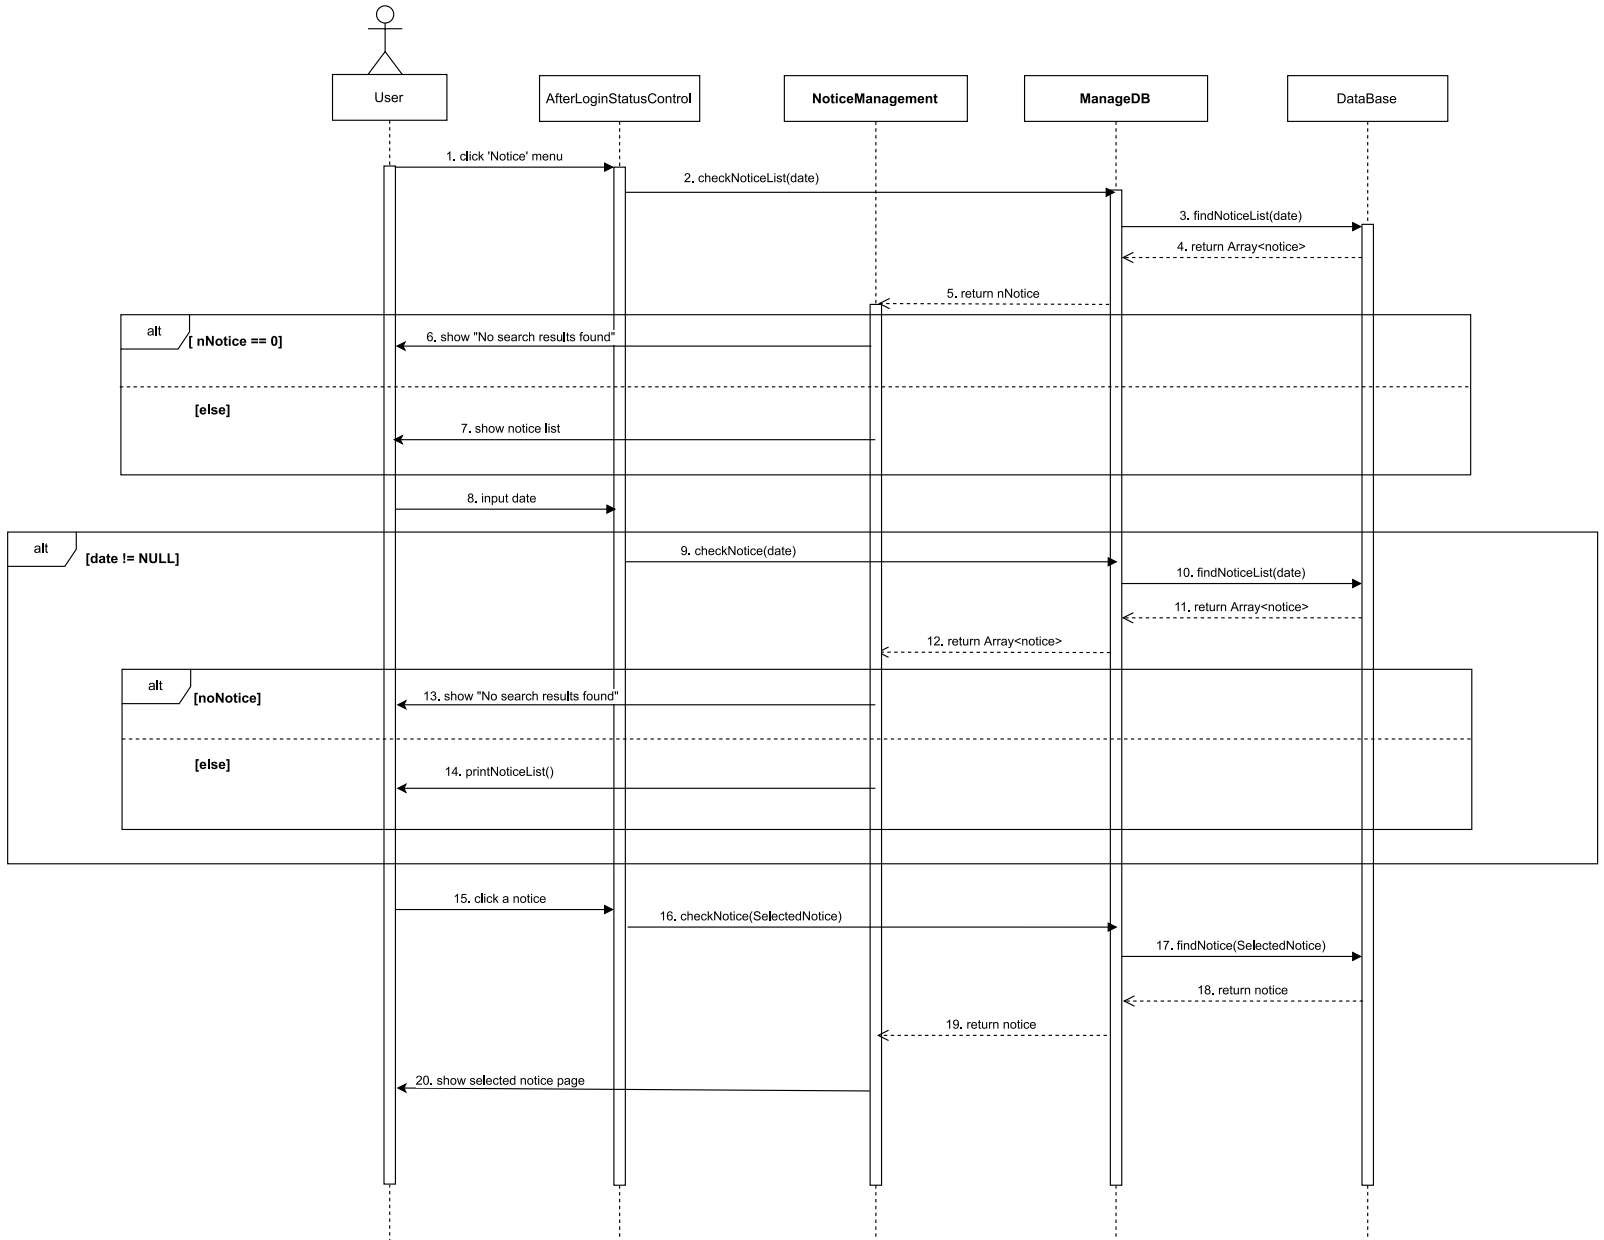 User
AfterLoginStatusControl
NoticeManagement
ManageDB
DataBase
1. click 'Notice' menu
2. checkNoticeList(date)
3. findNoticeList(date)
4. return Array<notice>
5. return nNotice
alt
[ nNotice == 0]
6. show "No search results found"
[else]
7. show notice list
8. input date
alt
[date != NULL]
9. checkNotice(date)
10. findNoticeList(date)
11. return Array<notice>
12. return Array<notice>
alt
[noNotice]
13. show "No search results found"
[else]
14. printNoticeList()
15. click a notice
16. checkNotice(SelectedNotice)
17. findNotice(SelectedNotice)
18. return notice
19. return notice
20. show selected notice page